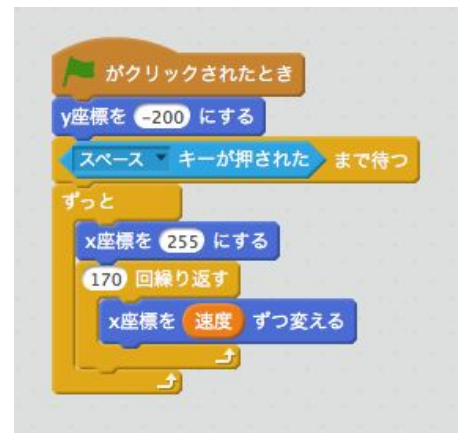 がクリックされたとき
y座標を -200 にする
スペース キーが押された まで待つ
ずっと
x座標を 255 にする
170 回繰り返す
x座標を 速度 ずつ変える